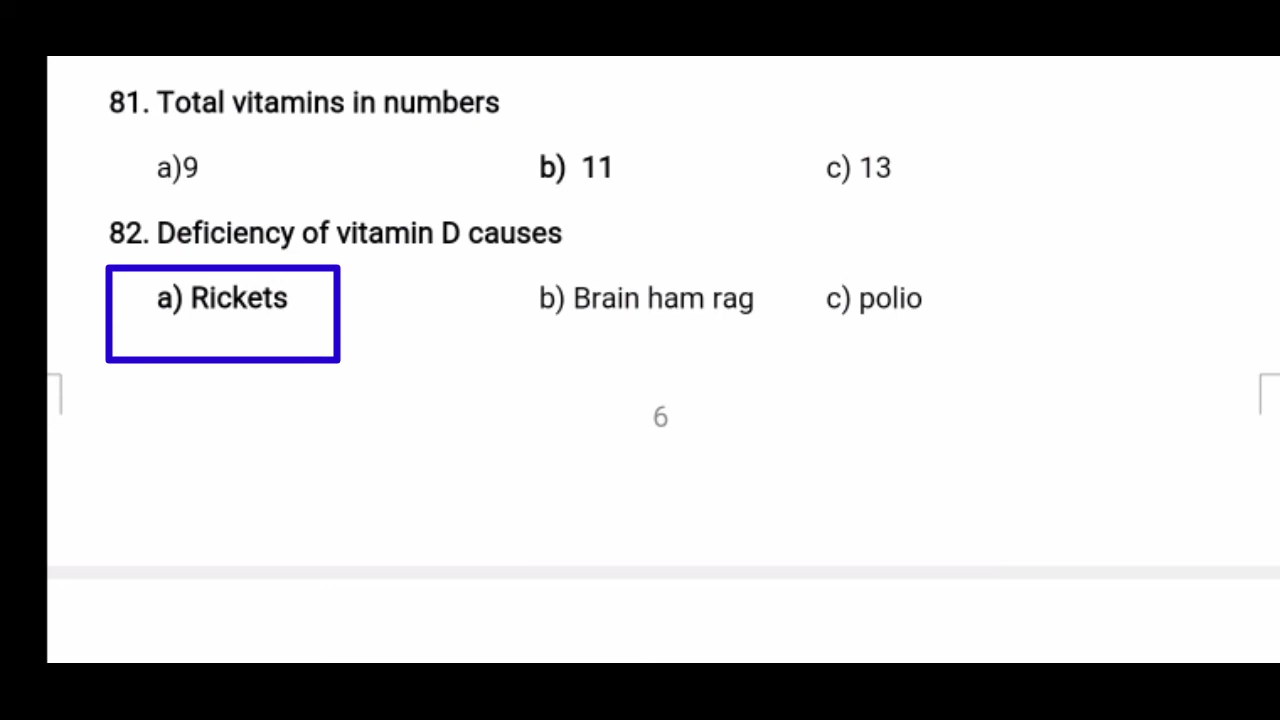 81. Total vitamins in numbers
a)9 b) 11 c) 13
82. Deficiency of vitamin D causes
a) Rickets b) Brain ham rag c) polio
6